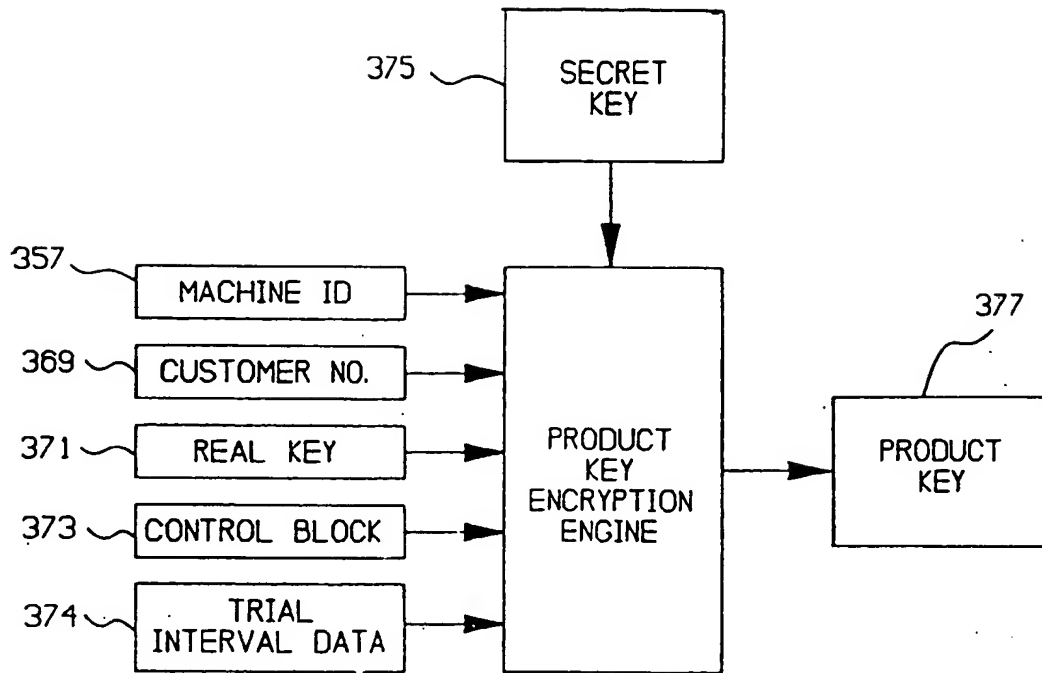 375
SECRET
KEY
357
MACHINE ID
369
CUSTOMER NO.
371
REAL KEY
373
CONTROL BLOCK
374
TRIAL
INTERVAL DATA
PRODUCT
KEY
ENCRYPTION
ENGINE
377
PRODUCT
KEY